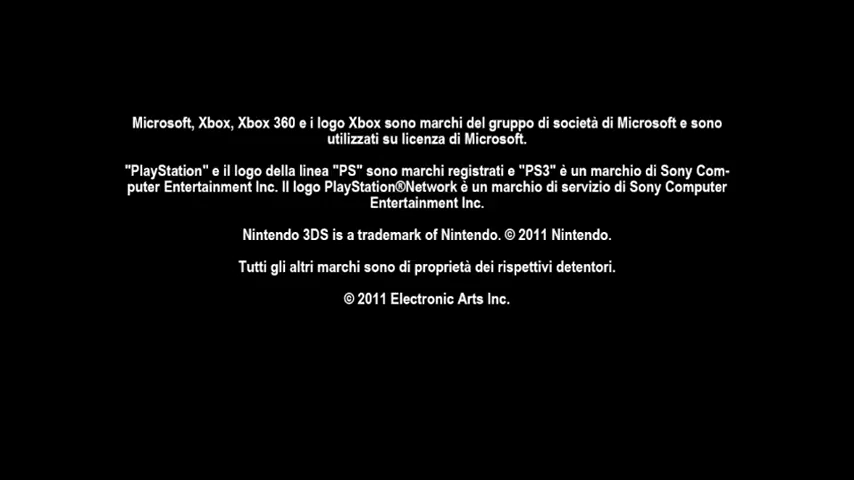 Microsoft, Xbox, Xbox 360 e i logo Xbox sono marchi del gruppo di società di Microsoft e sono
utilizzati su licenza di Microsoft.
"PlayStation" e il logo della linea "PS" sono marchi registrati e "PS3" è un marchio di Sony Com-
puter Entertainment Inc. Il logo PlayStation®Network è un marchio di servizio di Sony Computer
Entertainment Inc.
Nintendo 3DS is a trademark of Nintendo. © 2011 Nintendo.
Tutti gli altri marchi sono di proprietà dei rispettivi detentori.
© 2011 Electronic Arts Inc.